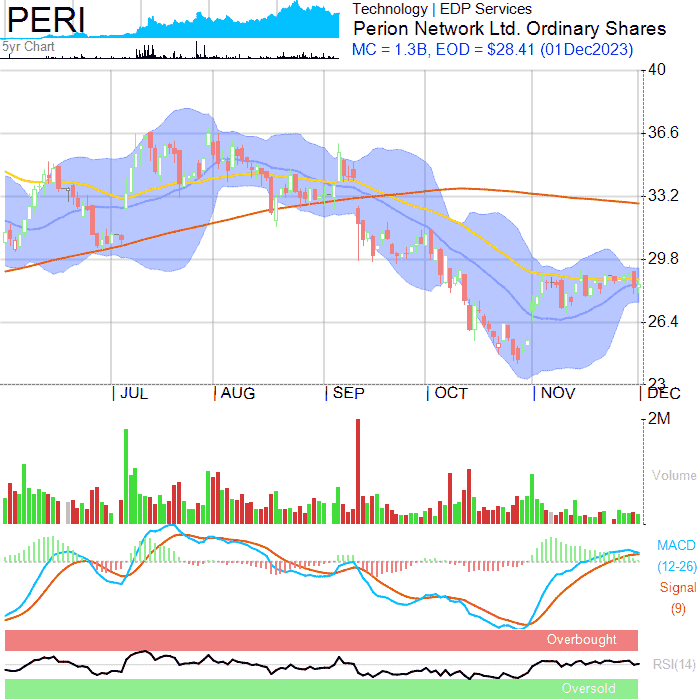 PERI
Technology | EDP Services
Perion Network Ltd. Ordinary Shares
5yr Chart
MC = 1.3B, EOD = $28.41 (01Dec2023)
40
36.6
33.2
29.8
26.4
23
JUL AUG SEP OCT NOV DEC
2M
Volume
MACD
(12-26)
Signal
(9)
Overbought
RSI(14)
Oversold